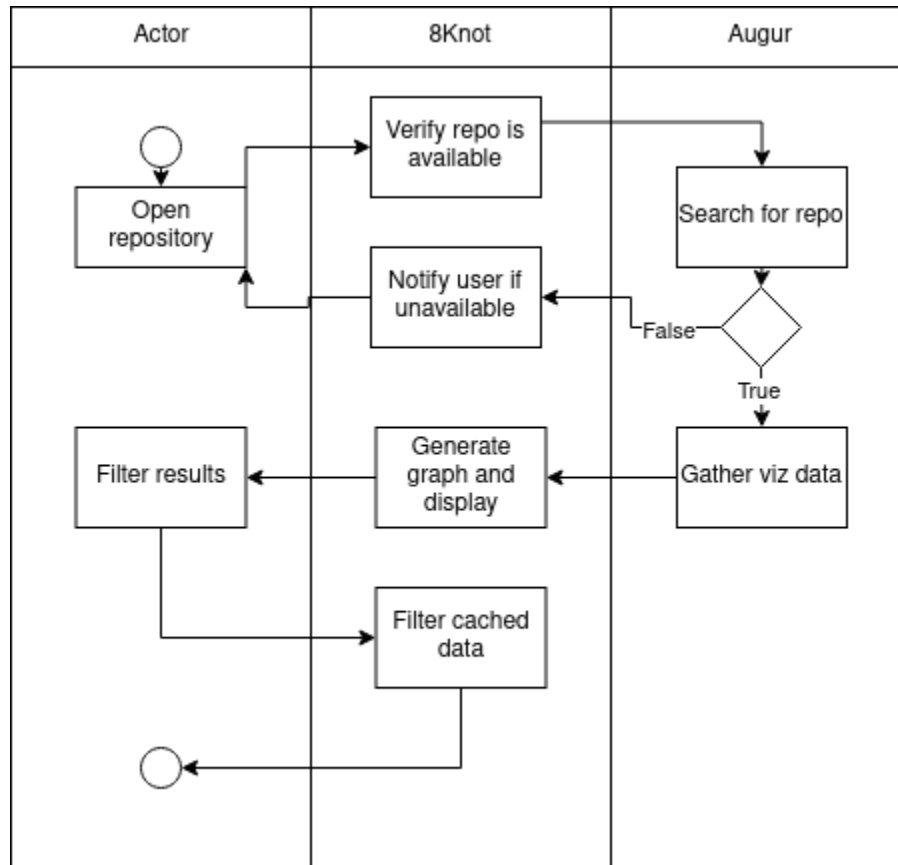 Actor
8Knot
Augur
Verify repo is
available
Search for repo
Open
repository
Notify user if
unavailable
False
True
Filter results
Generate
graph and
display
Gather viz data
Filter cached
data